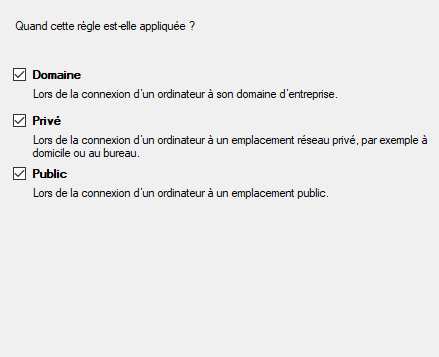 Quand cette règle est-elle appliquée ?
Domaine
Lors de la connexion d'un ordinateur à son domaine d'entreprise.
Privé
Lors de la connexion d'un ordinateur à un emplacement réseau privé, par exemple à
domicile ou au bureau.
Public
Lors de la connexion d'un ordinateur à un emplacement public.